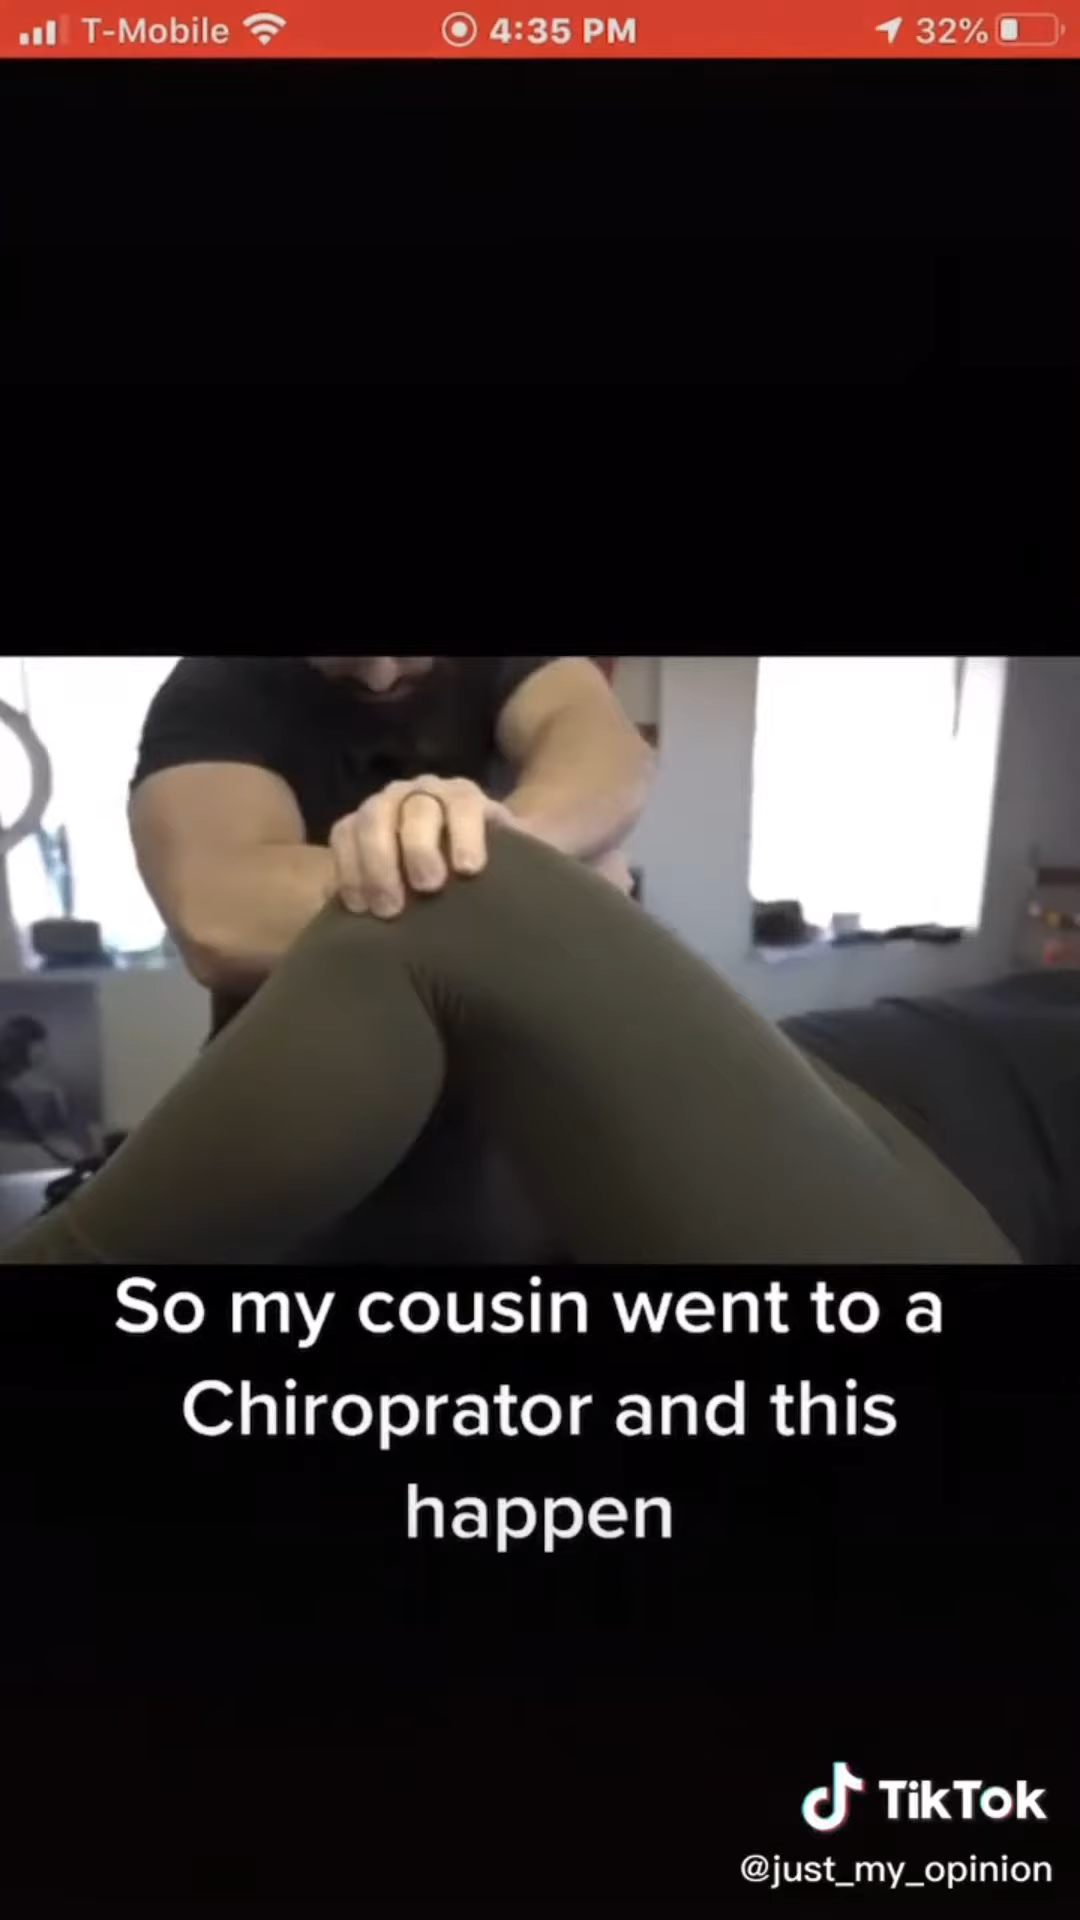 T-Mobile 4:35 PM 32%
So my cousin went to a
Chiroprator and this
happen
TikTok
@just_my_opinion